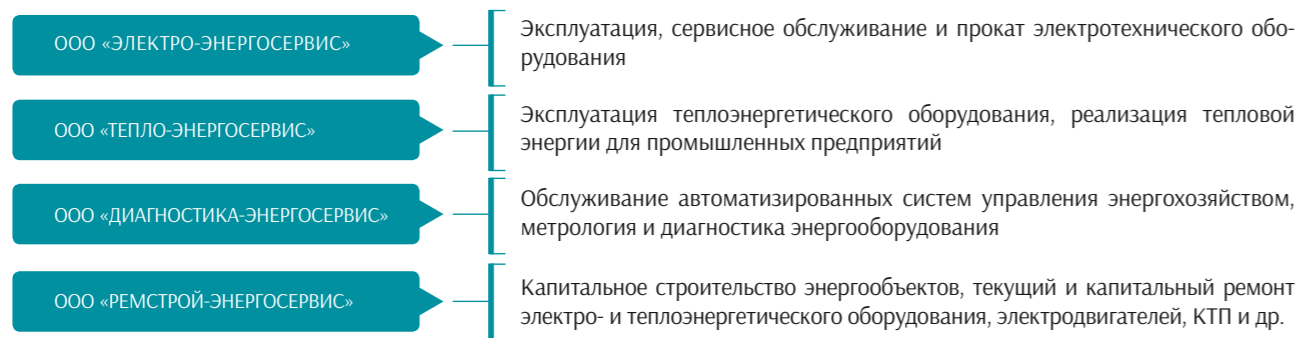 ООО «ЭЛЕКТРО-ЭНЕРГОСЕРВИС»
Эксплуатация, сервисное обслуживание и прокат электротехнического обо-
рудования
ООО «ТЕПЛО-ЭНЕРГОСЕРВИС»
Эксплуатация теплоэнергетического оборудования, реализация тепловой
энергии для промышленных предприятий
ООО «ДИАГНОСТИКА-ЭНЕРГОСЕРВИС»
Обслуживание автоматизированных систем управления энергохозяйством,
метрология и диагностика энергооборудования
ООО «РЕМСТРОЙ-ЭНЕРГОСЕРВИС»
Капитальное строительство энергообъектов, текущий и капитальный ремонт
электро- и теплоэнергетического оборудования, электродвигателей, КТП и др.